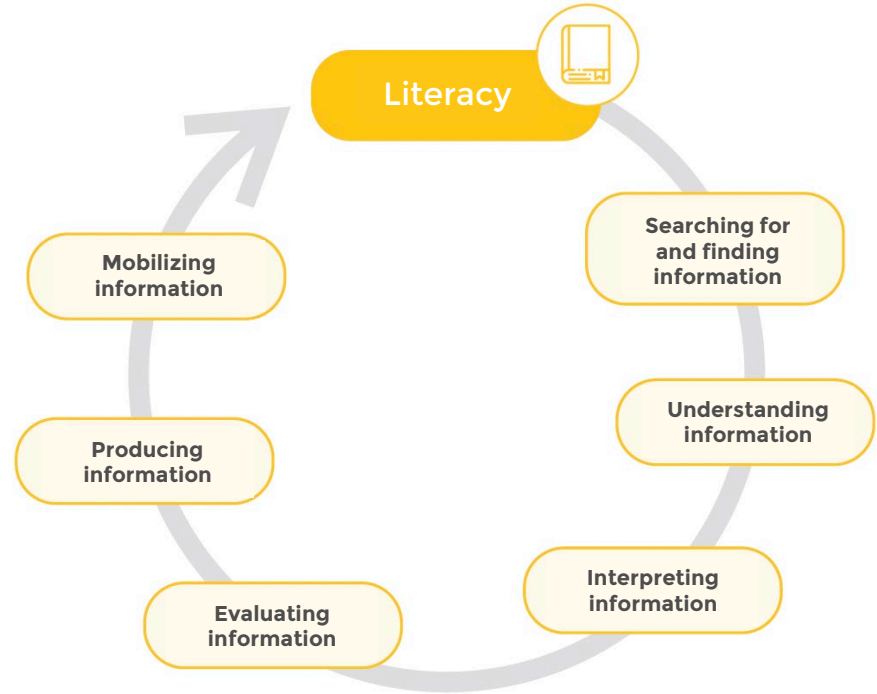 Literacy
Searching for
and finding
information
Understanding
information
Interpreting
information
Evaluating
information
Producing
information
Mobilizing
information